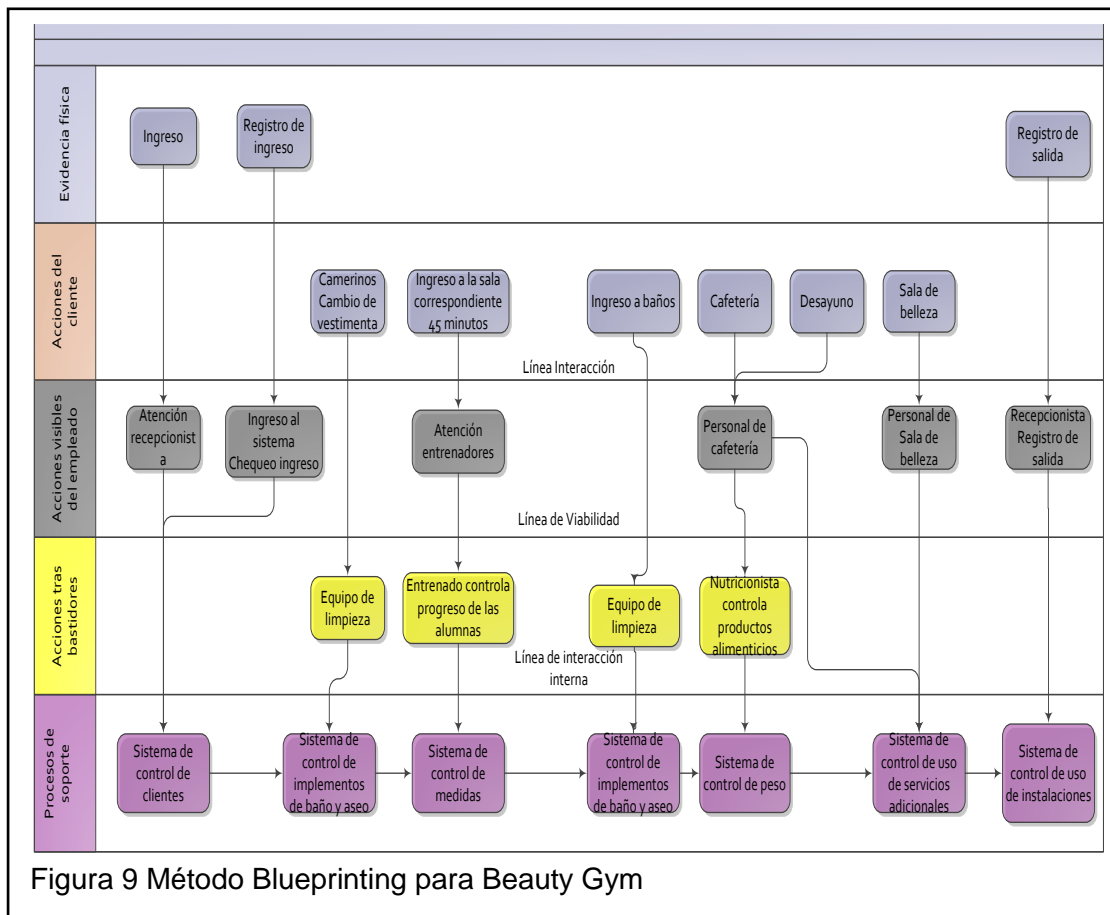 Evidencia física
Ingreso
Registro de
ingreso
Registro de
salida
Acciones del
cliente
Camerinos
Cambio de
vestimenta
Ingreso a la sala
correspondiente
45 minutos
Ingreso a baños
Cafetería
Desayuno
Sala de
belleza
Línea Interacción
Acciones visibles
del empleado
Atención
recepcionist
a
Ingreso al
sistema
Chequeo ingreso
Atención
entrenadores
Personal de
cafetería
Personal de
Sala de
belleza
Recepcionista
Registro de
salida
Línea de Viabilidad
Acciones tras
bastidores
Equipo de
limpieza
Entrenado controla
progreso de las
alumnas
Equipo de
limpieza
Nutricionista
controla
productos
alimenticios
Línea de interacción
interna
Procesos de
soporte
Sistema de
control de
clientes
Sistema de
control de
implementos
de baño y aseo
Sistema de
control de
medidas
Sistema de
control de
implementos
de baño y aseo
Sistema de
control de peso
Sistema de
control de uso
de servicios
adicionales
Sistema de
control de uso
de instalaciones
Figura 9 Método Blueprinting para Beauty Gym